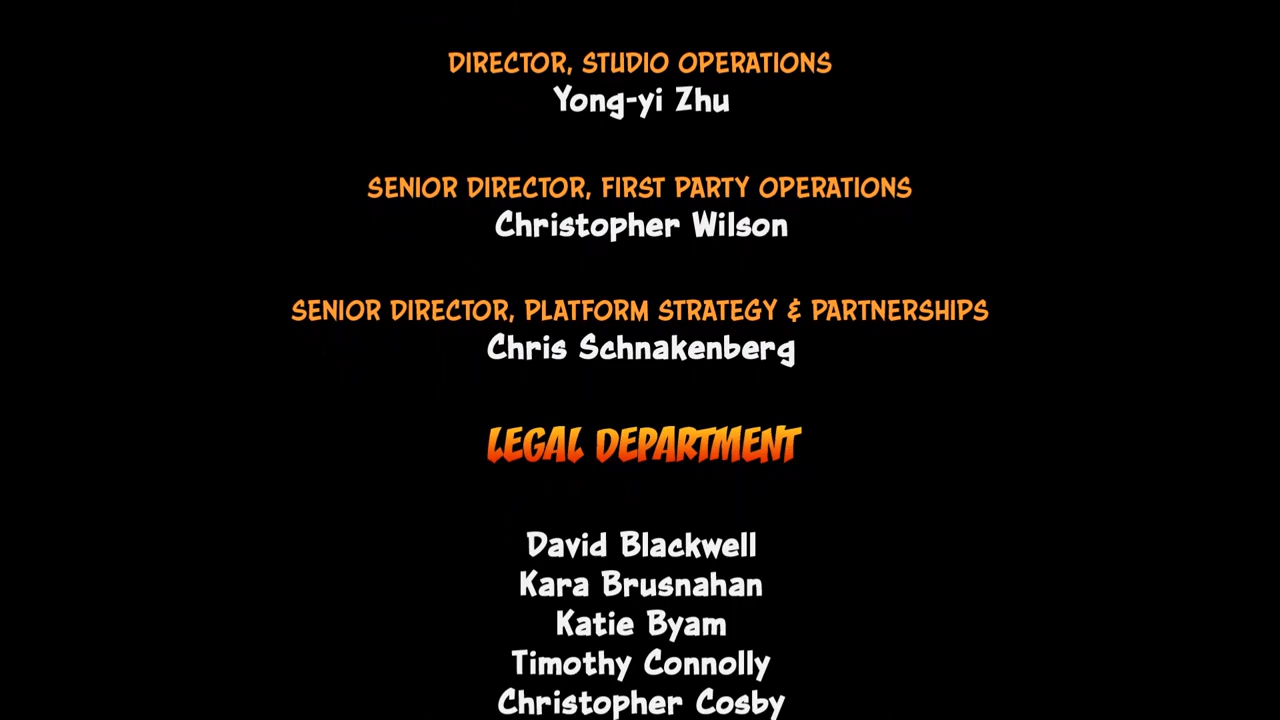 DIRECTOR, STUDIO OPERATIONS
Yong-yi Zhu
SENIOR DIRECTOR, FIRST PARTY OPERATIONS
Christopher Wilson
SENIOR DIRECTOR, PLATFORM STRATEGY & PARTNERSHIPS
Chris Schnakenberg
LEGAL DEPARTMENT
David Blackwell
Kara Brusnahan
Katie Byam
Timothy Connolly
Christopher Cosby